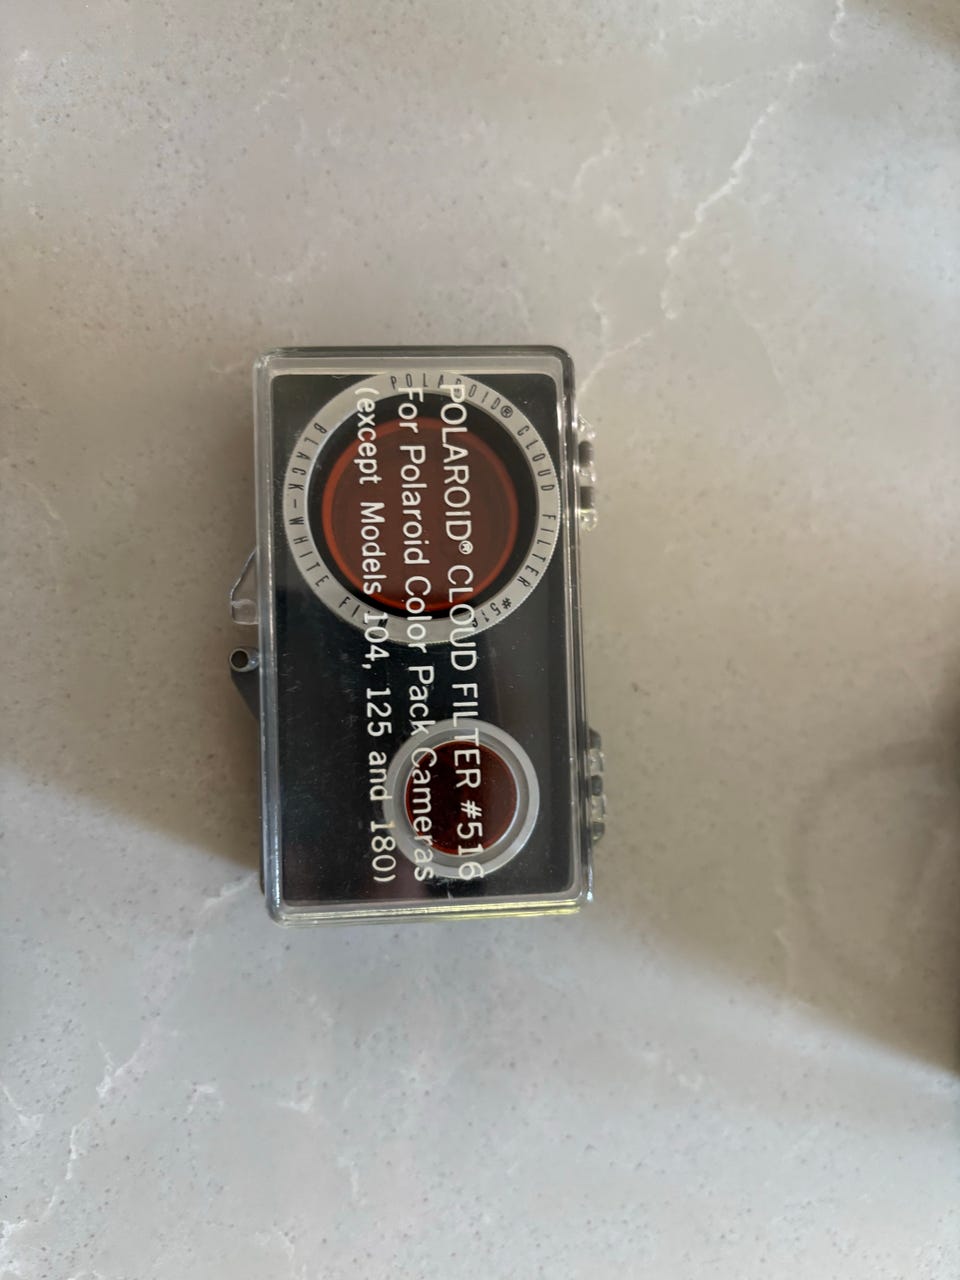 POLAROID® CLOUD FILTER #516
For Polaroid Color Pack Cameras
(except Models 104, 125 and 180)
POLAROID® CLOUD FILTER #516
BLACK-WHITE